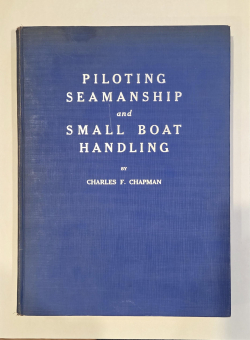 PILOTING
SEAMANSHIP
and
SMALL BOAT
HANDLING
BY
CHARLES F. CHAPMAN